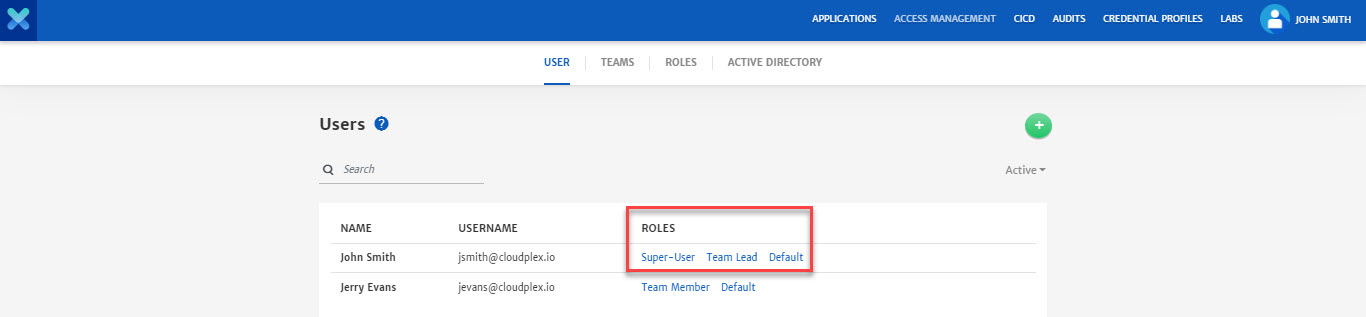 APPLICATIONS ACCESS MANAGEMENT CICD AUDITS CREDENTIAL PROFILES LABS JOHN SMITH
USER TEAMS ROLES ACTIVE DIRECTORY
Users ? +
Search Active
NAME USERNAME ROLES
John Smith jsmith@cloudplex.io Super-User Team Lead Default
Jerry Evans jevans@cloudplex.io Team Member Default